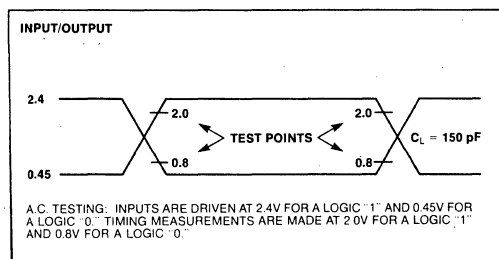 INPUT/OUTPUT
2.4
2.0
2.0
TEST POINTS
C_L = 150 pF
0.8
0.8
0.45
A.C. TESTING: INPUTS ARE DRIVEN AT 2.4V FOR A LOGIC "1" AND 0.45V FOR
A LOGIC "0." TIMING MEASUREMENTS ARE MADE AT 2 0V FOR A LOGIC "1"
AND 0.8V FOR A LOGIC "0."